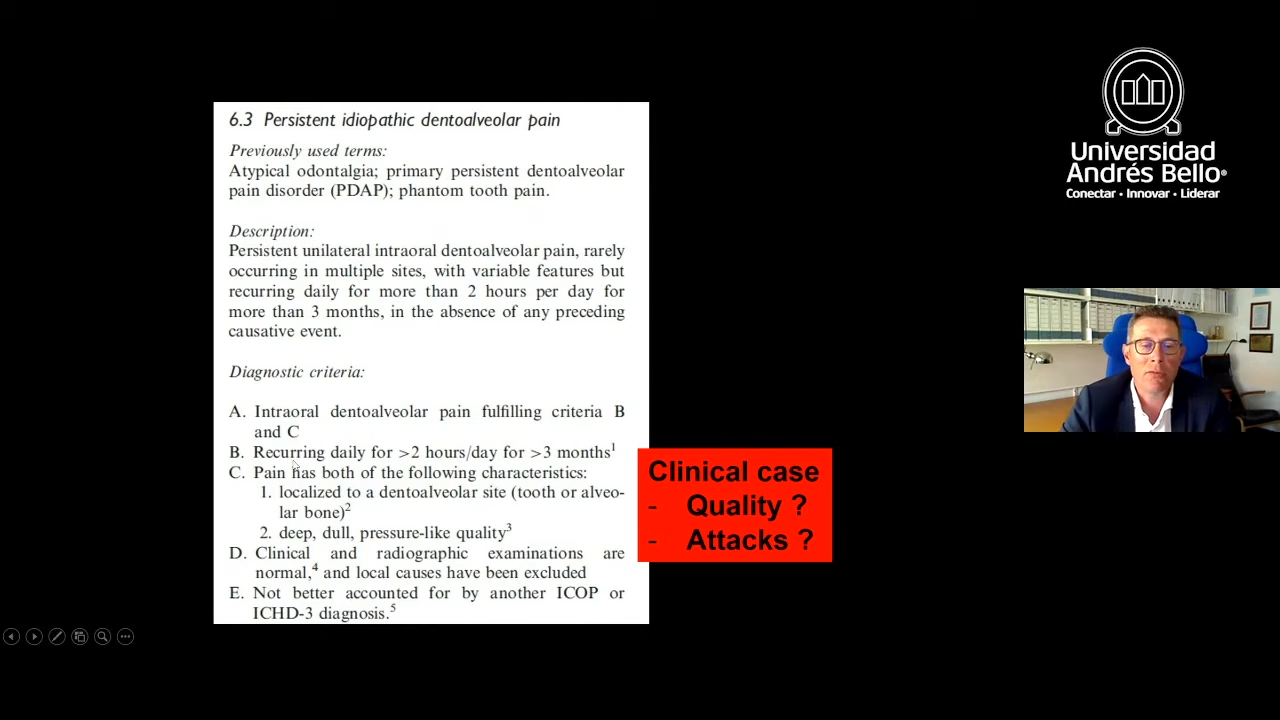 6.3 Persistent idiopathic dentoalveolar pain
Previously used terms:
Atypical odontalgia; primary persistent dentoalveolar
pain disorder (PDAP); phantom tooth pain.
Description:
Persistent unilateral intraoral dentoalveolar pain, rarely
occurring in multiple sites, with variable features but
recurring daily for more than 2 hours per day for
more than 3 months, in the absence of any preceding
causative event.
Diagnostic criteria:
A. Intraoral dentoalveolar pain fulfilling criteria B
and C
B. Recurring daily for >2 hours/day for >3 months1
C. Pain has both of the following characteristics:
1. localized to a dentoalveolar site (tooth or alveo-
lar bone)2
2. deep, dull, pressure-like quality3
D. Clinical and radiographic examinations are
normal,4 and local causes have been excluded
E. Not better accounted for by another ICOP or
ICHD-3 diagnosis.5
Clinical case
- Quality ?
- Attacks ?
Universidad
Andrés Bello®
Conectar • Innovar • Liderar